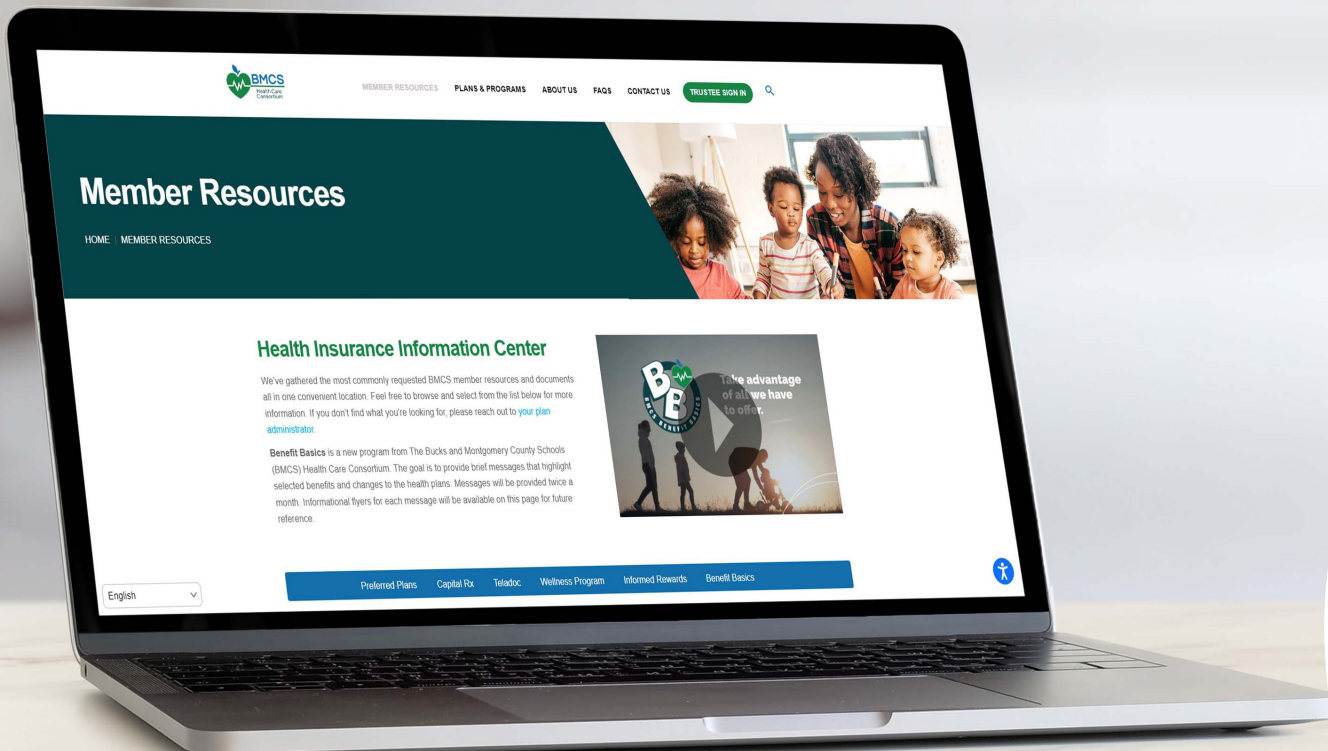 BMCS
HealthCare
Consortium
MEMBER RESOURCES PLANS & PROGRAMS ABOUT US FAQS CONTACT US TRUSTEE SIGN IN
Member Resources
HOME | MEMBER RESOURCES
Health Insurance Information Center
We've gathered the most commonly requested BMCS member resources and documents
all in one convenient location. Feel free to browse and select from the list below for more
information. If you don't find what you're looking for, please reach out to your plan
administrator.
Benefit Basics is a new program from The Bucks and Montgomery County Schools
(BMCS) Health Care Consortium. The goal is to provide brief messages that highlight
selected benefits and changes to the health plans. Messages will be provided twice a
month. Informational flyers for each message will be available on this page for future
reference.
BB
BMCS BENEFIT BASICS
Take advantage
of all we have
to offer.
Preferred Plans Capital Rx Teladoc Wellness Program Informed Rewards Benefit Basics
English